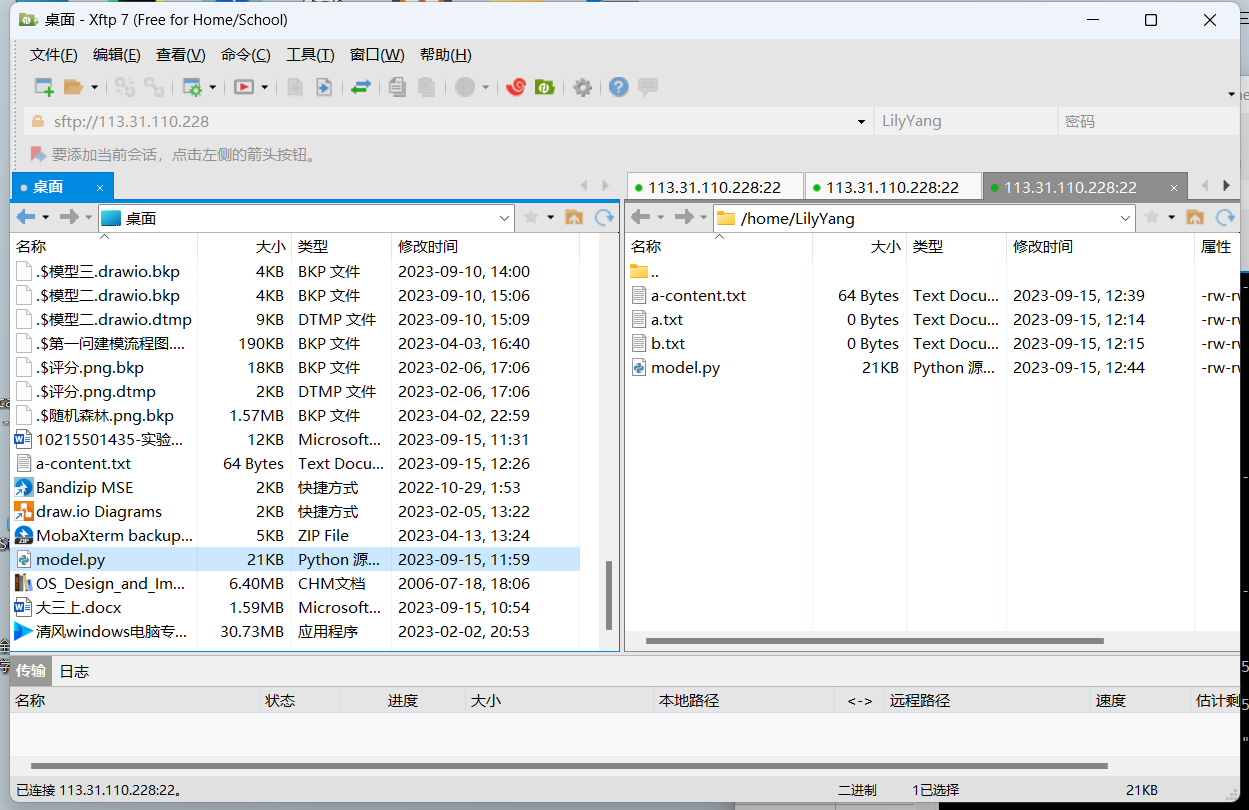 桌面 - Xftp 7 (Free for Home/School)
文件(F) 编辑(E) 查看(V) 命令(C) 工具(T) 窗口(W) 帮助(H)
sftp://113.31.110.228 LilyYang 密码
要添加当前会话，点击左侧的箭头按钮。
桌面 × 113.31.110.228:22 113.31.110.228:22 113.31.110.228:22 ×
桌面 /home/LilyYang
名称 大小 类型 修改时间 名称 大小 类型 修改时间 属性
.$模型三.drawio.bkp 4KB BKP 文件 2023-09-10, 14:00 ..
.$模型二.drawio.bkp 4KB BKP 文件 2023-09-10, 15:06 a-content.txt 64 Bytes Text Docu... 2023-09-15, 12:39 -rw-r
.$模型二.drawio.dtmp 9KB DTMP 文件 2023-09-10, 15:09 a.txt 0 Bytes Text Docu... 2023-09-15, 12:14 -rw-r
.$第一问建模流程图.... 190KB BKP 文件 2023-04-03, 16:40 b.txt 0 Bytes Text Docu... 2023-09-15, 12:15 -rw-r
.$评分.png.bkp 18KB BKP 文件 2023-02-06, 17:06 model.py 21KB Python 源... 2023-09-15, 12:44 -rw-r
.$评分.png.dtmp 2KB DTMP 文件 2023-02-06, 17:06
.$随机森林.png.bkp 1.57MB BKP 文件 2023-04-02, 22:59
10215501435-实验... 12KB Microsoft... 2023-09-15, 11:31
a-content.txt 64 Bytes Text Docu... 2023-09-15, 12:26
Bandizip MSE 2KB 快捷方式 2022-10-29, 1:53
draw.io Diagrams 2KB 快捷方式 2023-02-05, 13:22
MobaXterm backup... 5KB ZIP File 2023-04-13, 13:24
model.py 21KB Python 源... 2023-09-15, 11:59
OS_Design_and_Im... 6.40MB CHM文档 2006-07-18, 18:06
大三上.docx 1.59MB Microsoft... 2023-09-15, 10:54
清风windows电脑专... 30.73MB 应用程序 2023-02-02, 20:53
传输 日志
名称 状态 进度 大小 本地路径 <-> 远程路径 速度 估计剩
已连接 113.31.110.228:22。 二进制 1已选择 21KB